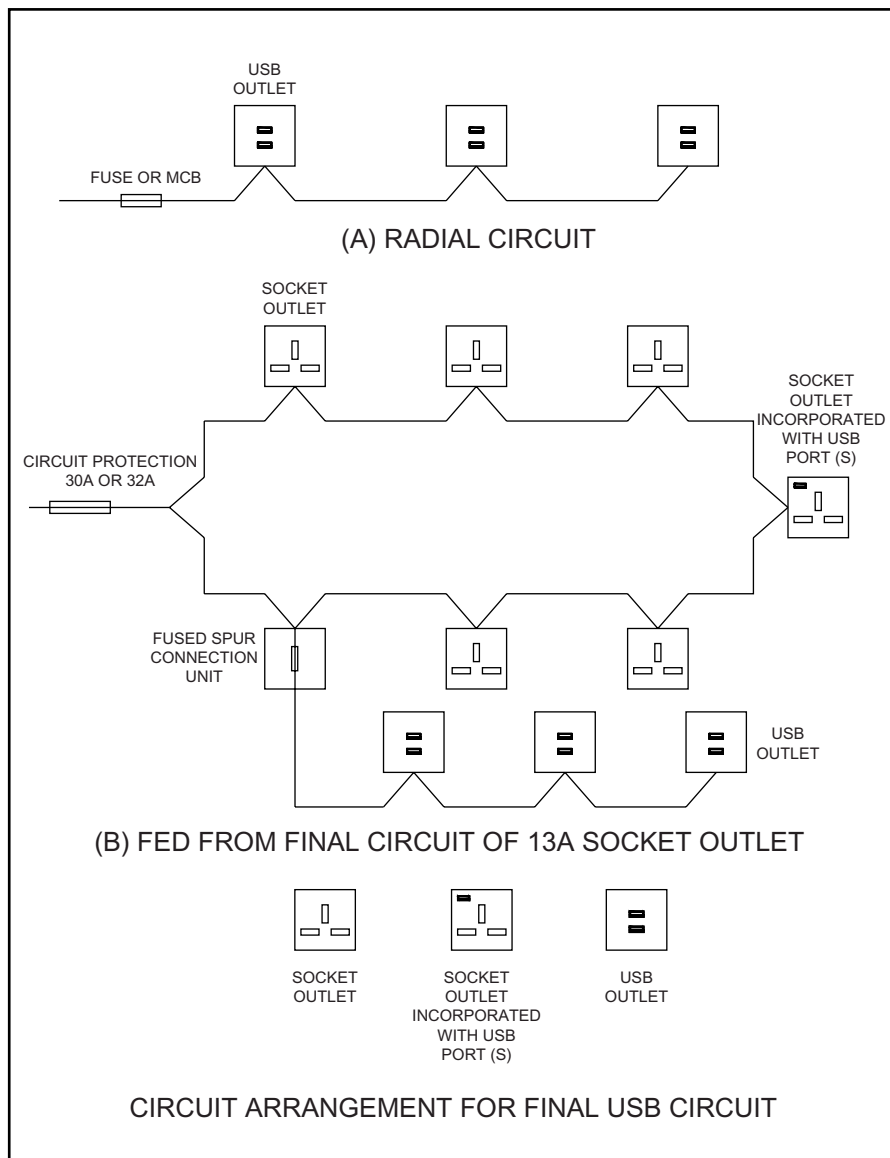 USB
OUTLET
FUSE OR MCB
(A) RADIAL CIRCUIT
SOCKET
OUTLET
SOCKET
OUTLET
INCORPORATED
WITH USB
PORT (S)
CIRCUIT PROTECTION
30A OR 32A
FUSED SPUR
CONNECTION
UNIT
USB
OUTLET
(B) FED FROM FINAL CIRCUIT OF 13A SOCKET OUTLET
SOCKET
OUTLET
SOCKET
OUTLET
INCORPORATED
WITH USB
PORT (S)
USB
OUTLET
CIRCUIT ARRANGEMENT FOR FINAL USB CIRCUIT